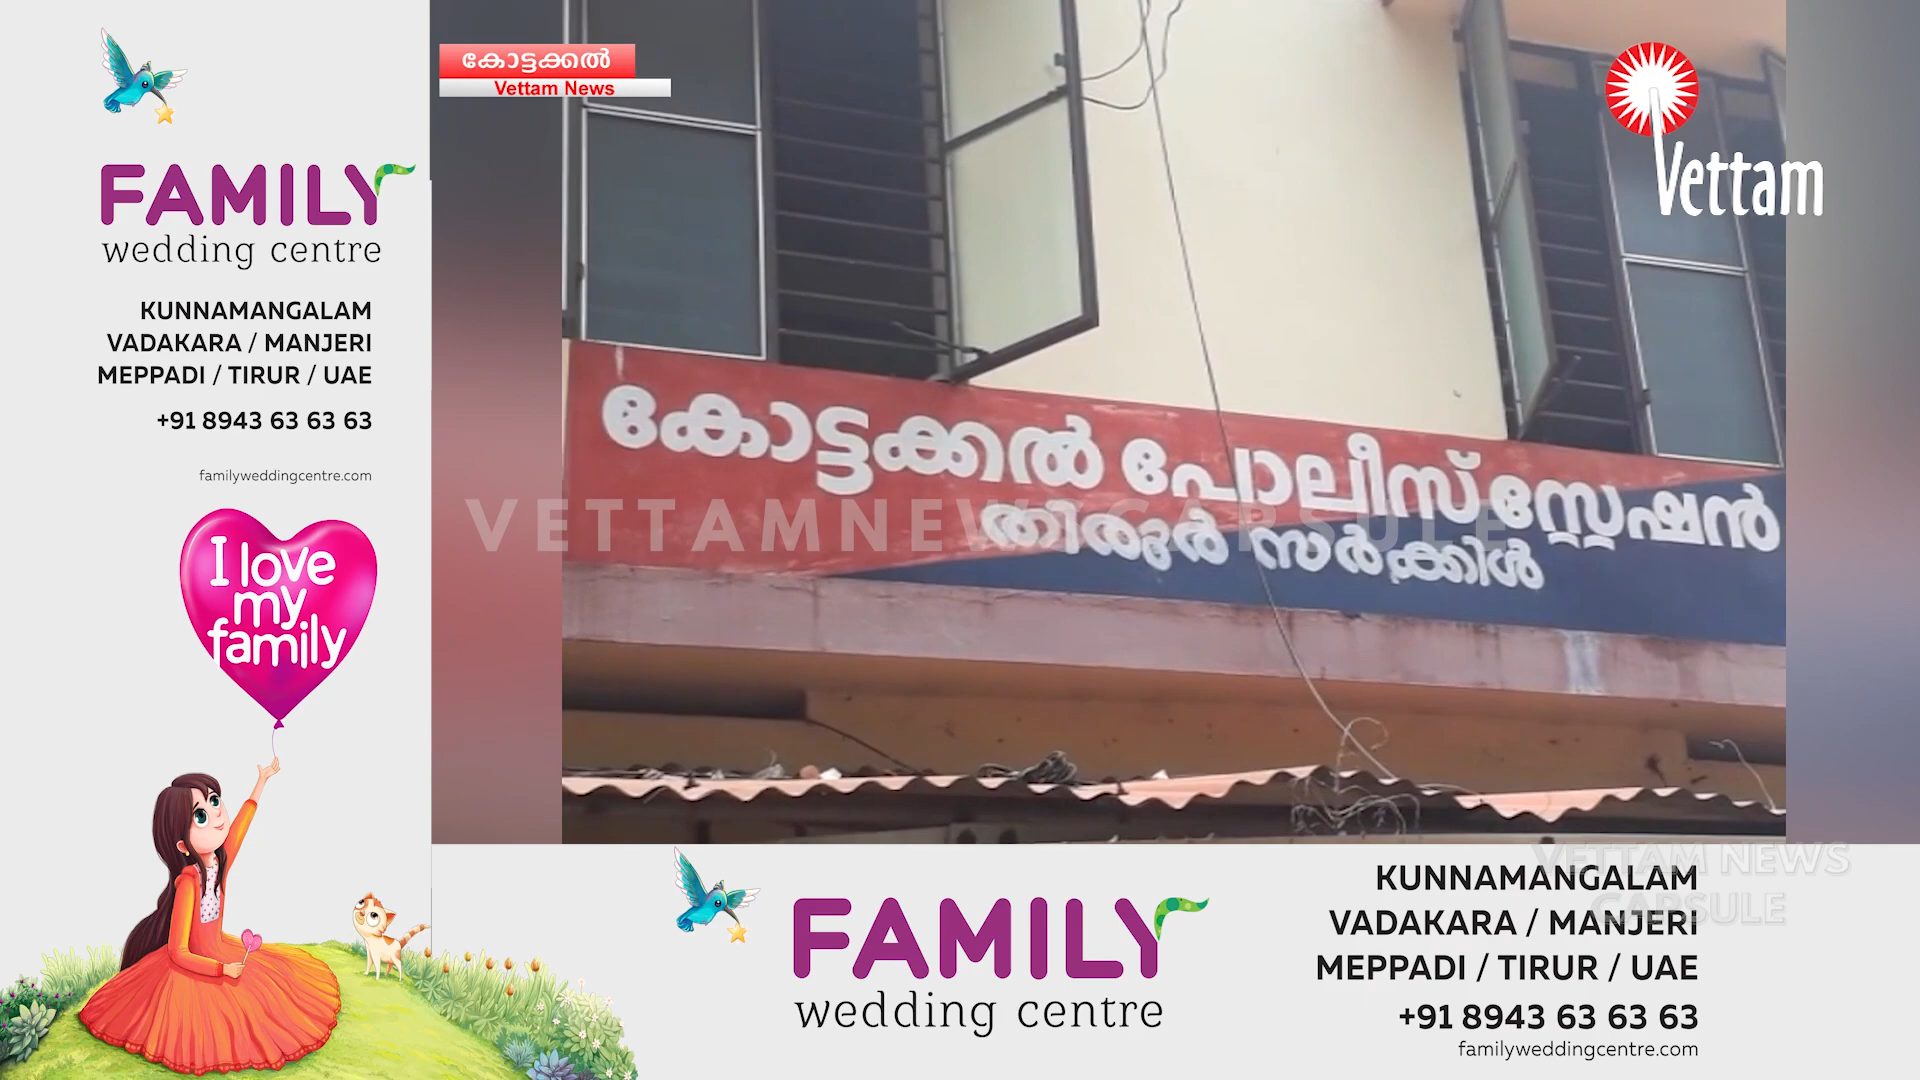 FAMILY
wedding centre
KUNNAMANGALAM
VADAKARA / MANJERI
MEPPADI / TIRUR / UAE
+91 8943 63 63 63
familyweddingcentre.com
I love
my
family
കോട്ടക്കൽ
Vettam News
Vettam
കോട്ടക്കൽ പോലീസ് സ്റ്റേഷൻ
തിരൂർ സർക്കിൾ
VETTAMNEWSCAPSULE
FAMILY
wedding centre
VETTAM NEWS
CAPSULE
KUNNAMANGALAM
VADAKARA / MANJERI
MEPPADI / TIRUR / UAE
+91 8943 63 63 63
familyweddingcentre.com